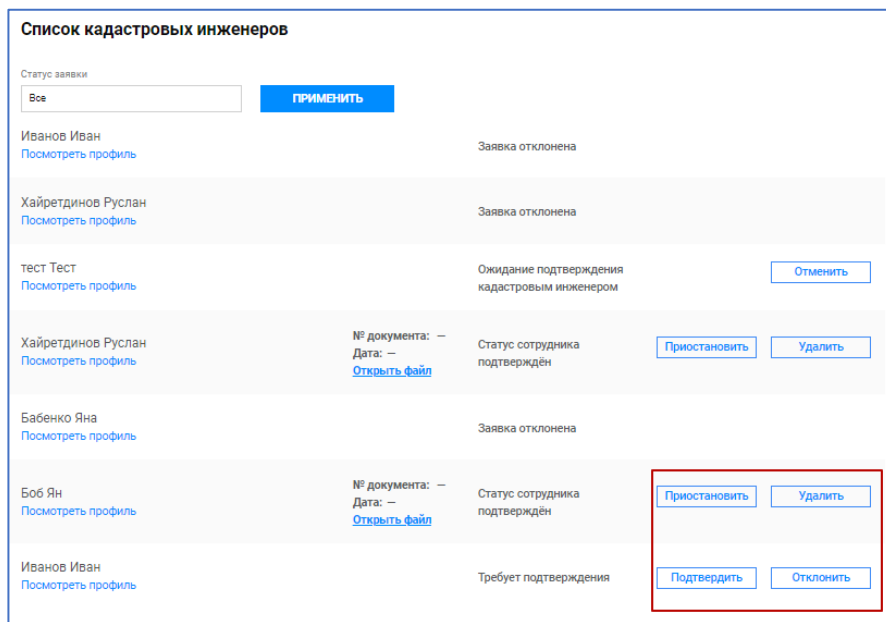 Список кадастровых инженеров
Статус заявки
Все
ПРИМЕНИТЬ
Иванов Иван
Посмотреть профиль
Заявка отклонена
Хайретдинов Руслан
Посмотреть профиль
Заявка отклонена
тест Тест
Посмотреть профиль
Ожидание подтверждения
кадастровым инженером
Отменить
Хайретдинов Руслан
Посмотреть профиль
№ документа: —
Дата: —
Открыть файл
Статус сотрудника
подтверждён
Приостановить
Удалить
Бабенко Яна
Посмотреть профиль
Заявка отклонена
Боб Ян
Посмотреть профиль
№ документа: —
Дата: —
Открыть файл
Статус сотрудника
подтверждён
Приостановить
Удалить
Иванов Иван
Посмотреть профиль
Требует подтверждения
Подтвердить
Отклонить